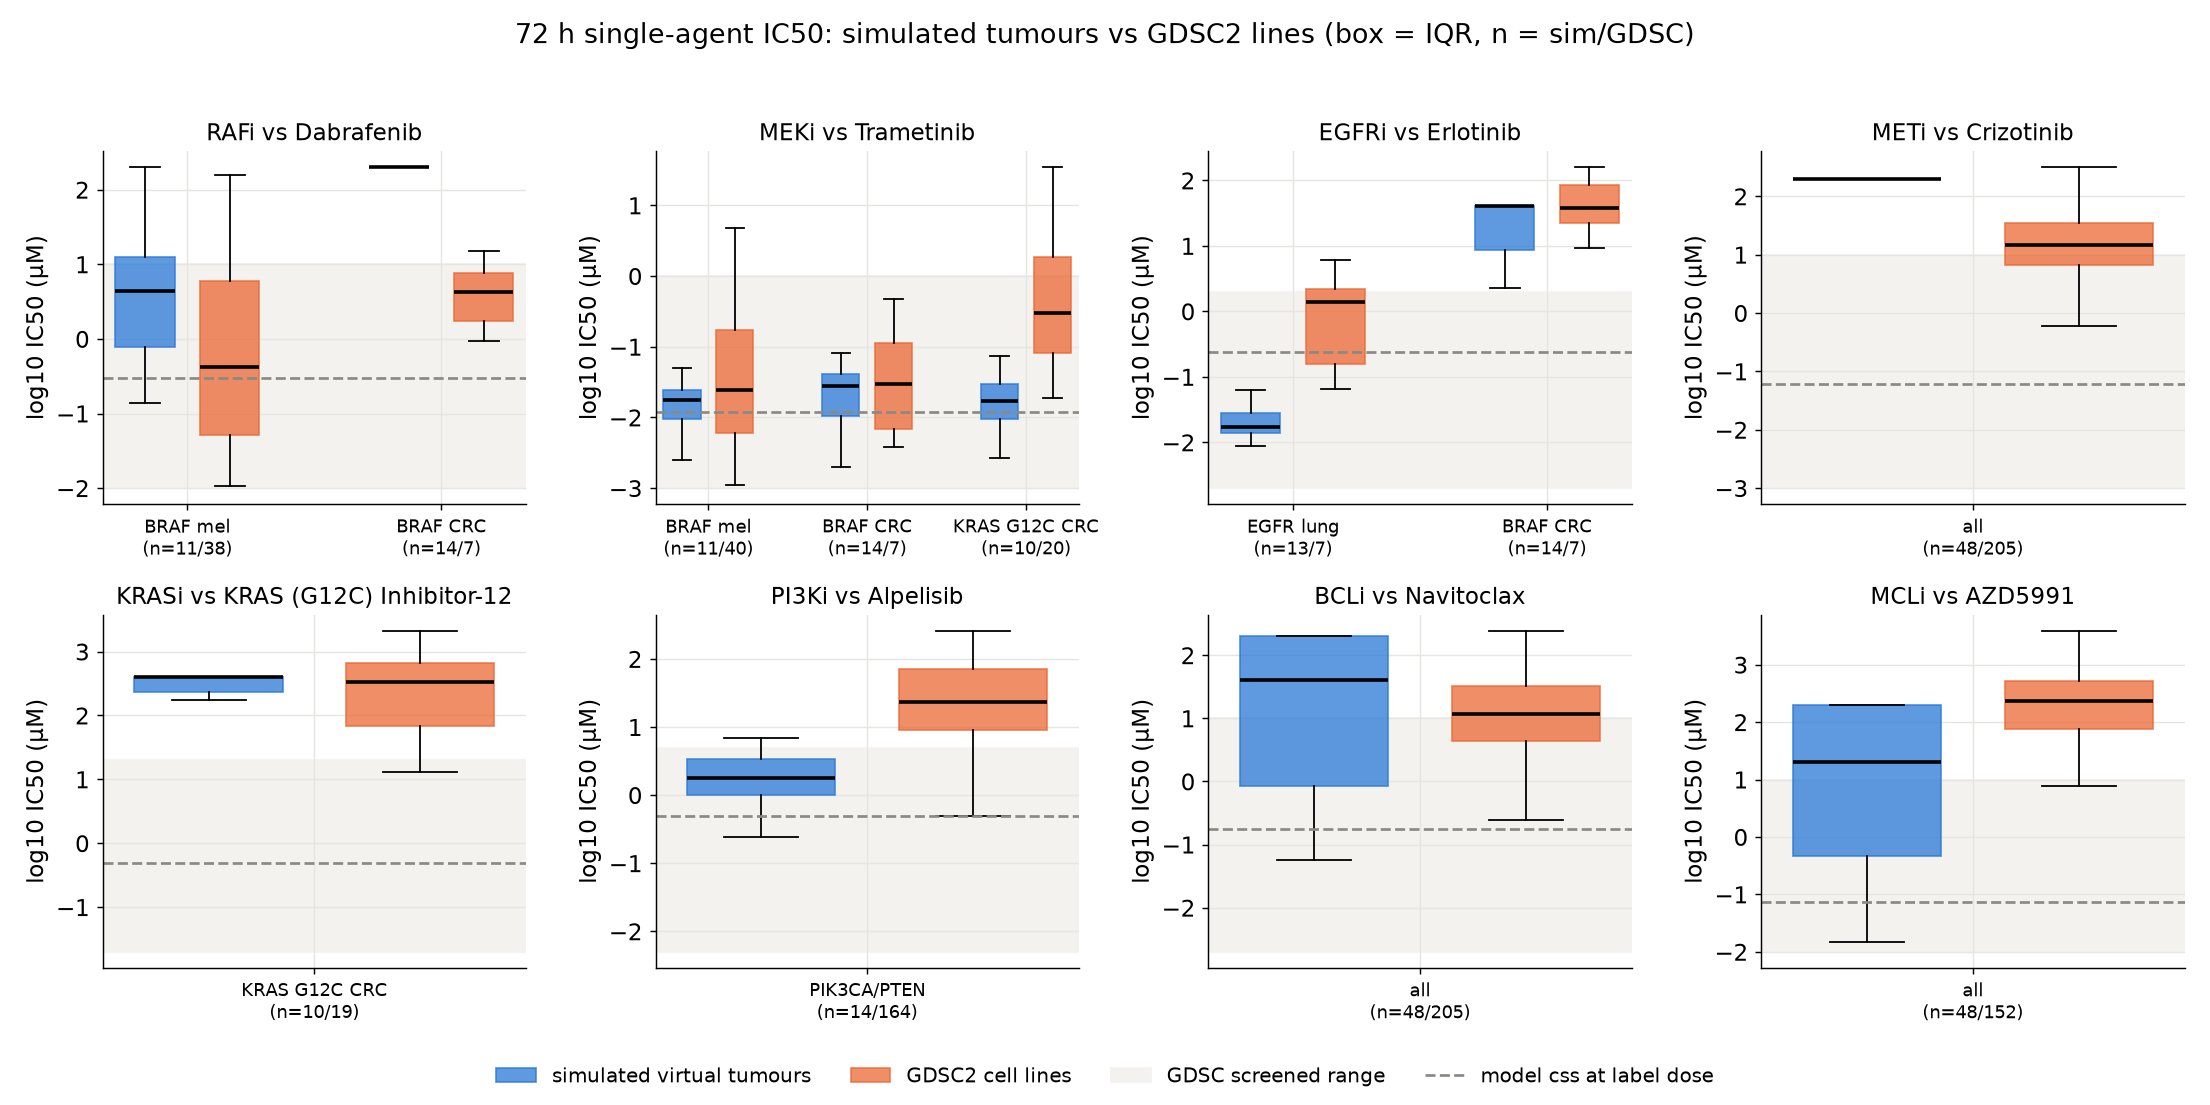 72 h single-agent IC50: simulated tumours vs GDSC2 lines (box = IQR, n = sim/GDSC)
RAFi vs Dabrafenib
log10 IC50 (µM)
2
1
0
−1
−2
BRAF mel
(n=11/38)
BRAF CRC
(n=14/7)
MEKi vs Trametinib
log10 IC50 (µM)
1
0
−1
−2
−3
BRAF mel
(n=11/40)
BRAF CRC
(n=14/7)
KRAS G12C CRC
(n=10/20)
EGFRi vs Erlotinib
log10 IC50 (µM)
2
1
0
−1
−2
EGFR lung
(n=13/7)
BRAF CRC
(n=14/7)
METi vs Crizotinib
log10 IC50 (µM)
2
1
0
−1
−2
−3
all
(n=48/205)
KRASi vs KRAS (G12C) Inhibitor-12
log10 IC50 (µM)
3
2
1
0
−1
KRAS G12C CRC
(n=10/19)
PI3Ki vs Alpelisib
log10 IC50 (µM)
2
1
0
−1
−2
PIK3CA/PTEN
(n=14/164)
BCLi vs Navitoclax
log10 IC50 (µM)
2
1
0
−1
−2
all
(n=48/205)
MCLi vs AZD5991
log10 IC50 (µM)
3
2
1
0
−1
−2
all
(n=48/152)
simulated virtual tumours
GDSC2 cell lines
GDSC screened range
model css at label dose